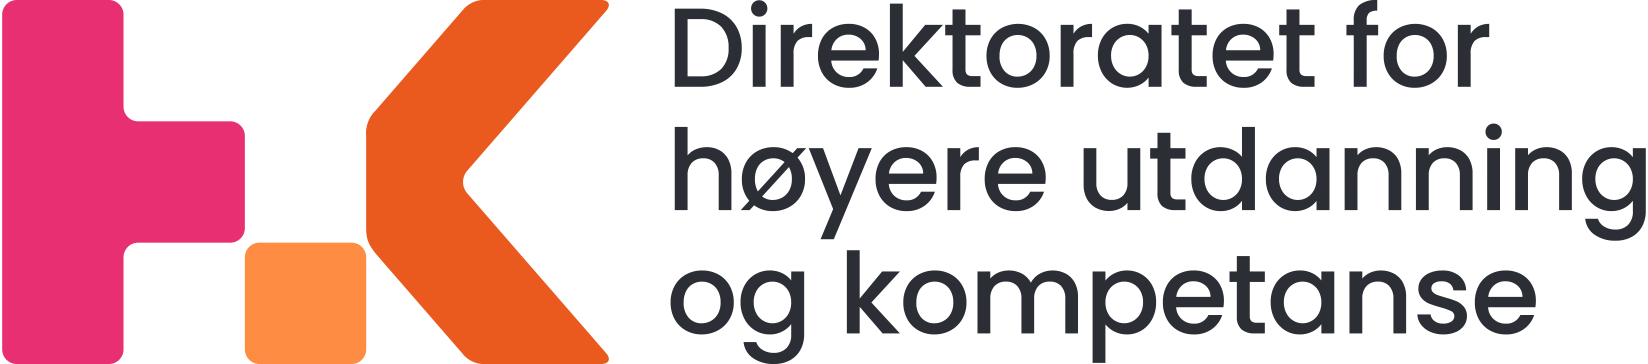 Direktoratet for
høyere utdanning
og kompetanse